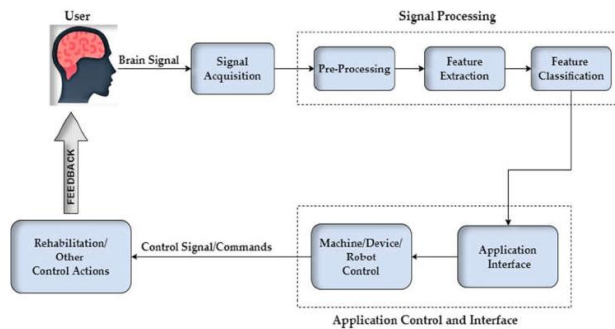 User
Signal Processing
Brain Signal
Signal
Acquisition
Pre-Processing
Feature
Extraction
Feature
Classification
FEEDBACK
Rehabilitation/
Other
Control Actions
Control Signal/Commands
Machine/Device/
Robot
Control
Application
Interface
Application Control and Interface